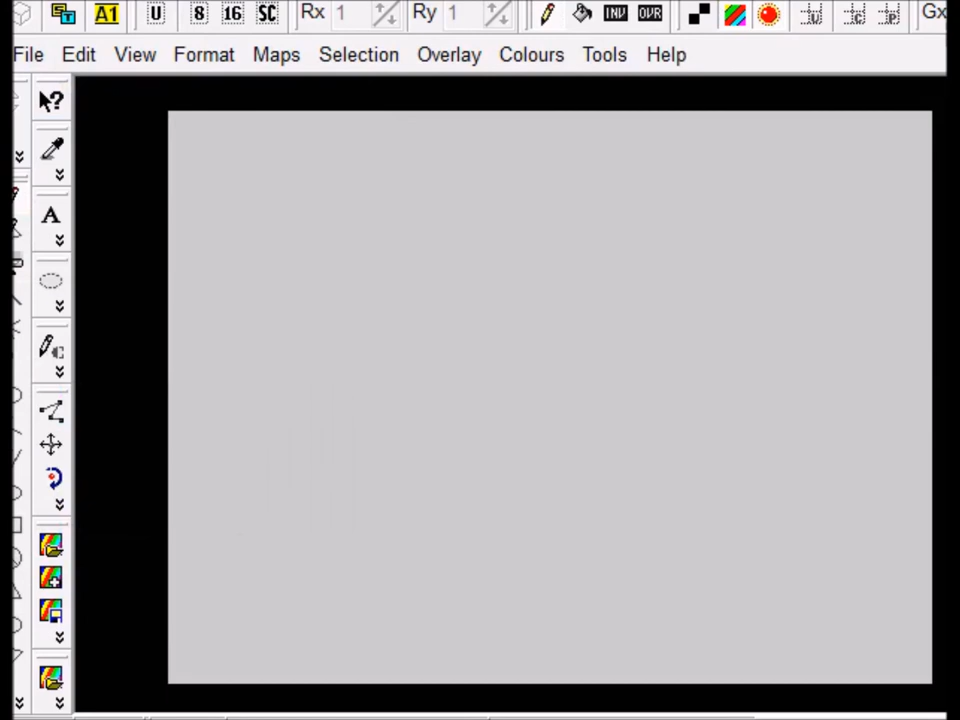 A1 U 8 16 SC Rx 1 Ry 1 INV OVR U C P Gx
File Edit View Format Maps Selection Overlay Colours Tools Help
?
A